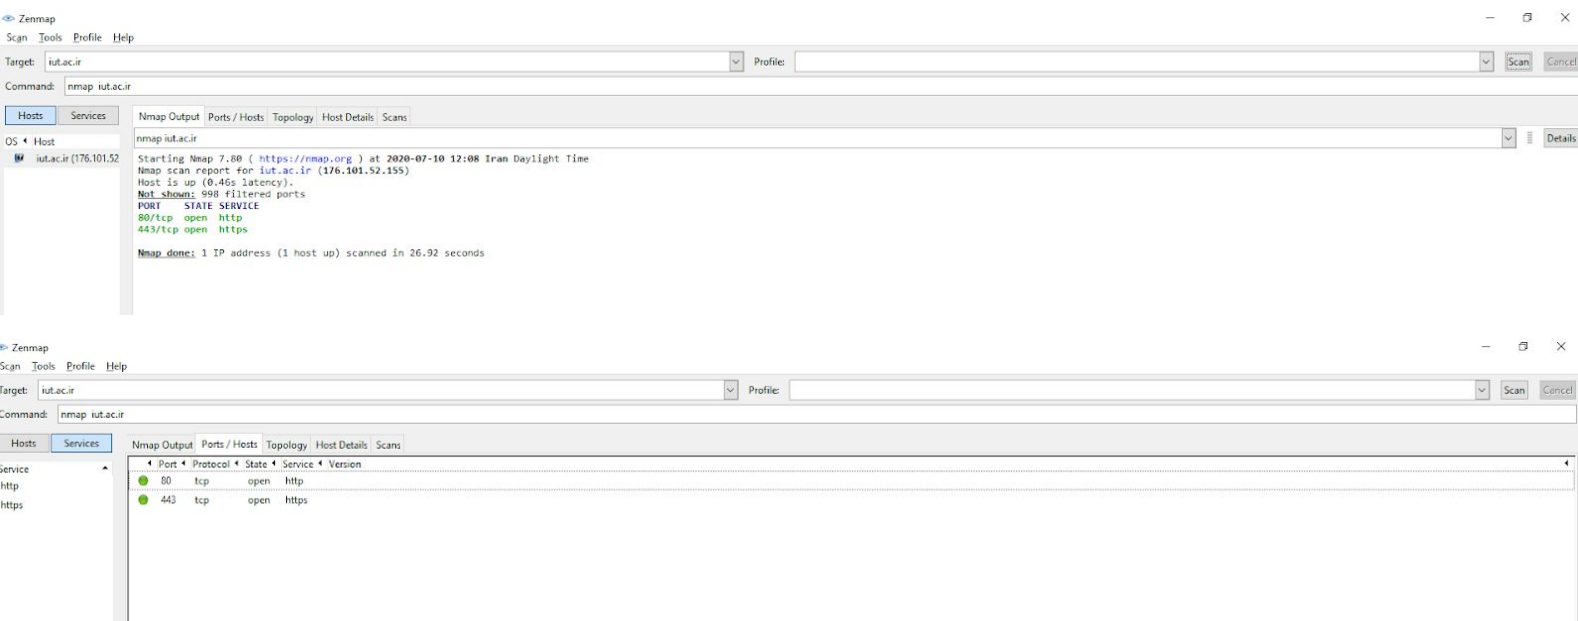 Zenmap
Scan Tools Profile Help
Target: iut.ac.ir Profile: Scan Cancel
Command: nmap iut.ac.ir
Hosts Services Nmap Output Ports / Hosts Topology Host Details Scans
OS Host nmap iut.ac.ir Details
iut.ac.ir (176.101.52
Starting Nmap 7.80 ( https://nmap.org ) at 2020-07-10 12:08 Iran Daylight Time
Nmap scan report for iut.ac.ir (176.101.52.155)
Host is up (0.46s latency).
Not shown: 998 filtered ports
PORT STATE SERVICE
80/tcp open http
443/tcp open https
Nmap done: 1 IP address (1 host up) scanned in 26.92 seconds
Zenmap
Scan Tools Profile Help
Target: iut.ac.ir Profile: Scan Cancel
Command: nmap iut.ac.ir
Hosts Services Nmap Output Ports / Hosts Topology Host Details Scans
Service Port Protocol State Service Version
http 80 tcp open http
https 443 tcp open https